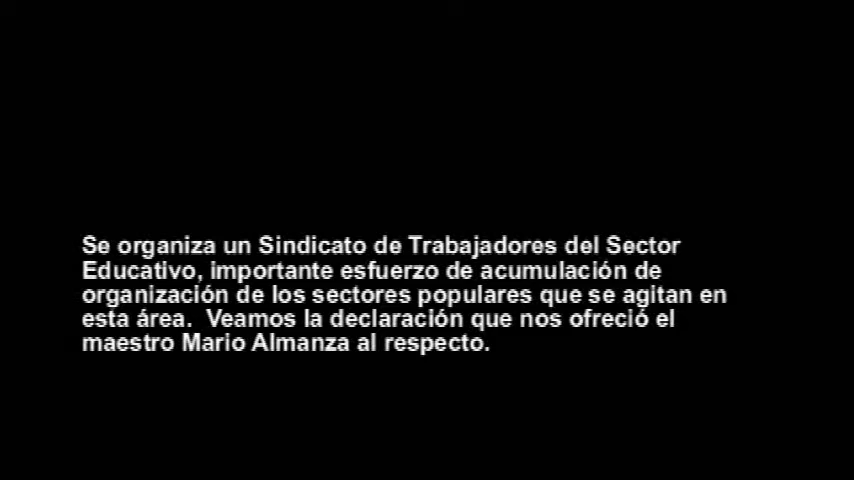 Se organiza un Sindicato de Trabajadores del Sector
Educativo, importante esfuerzo de acumulación de
organización de los sectores populares que se agitan en
esta área.  Veamos la declaración que nos ofreció el
maestro Mario Almanza al respecto.